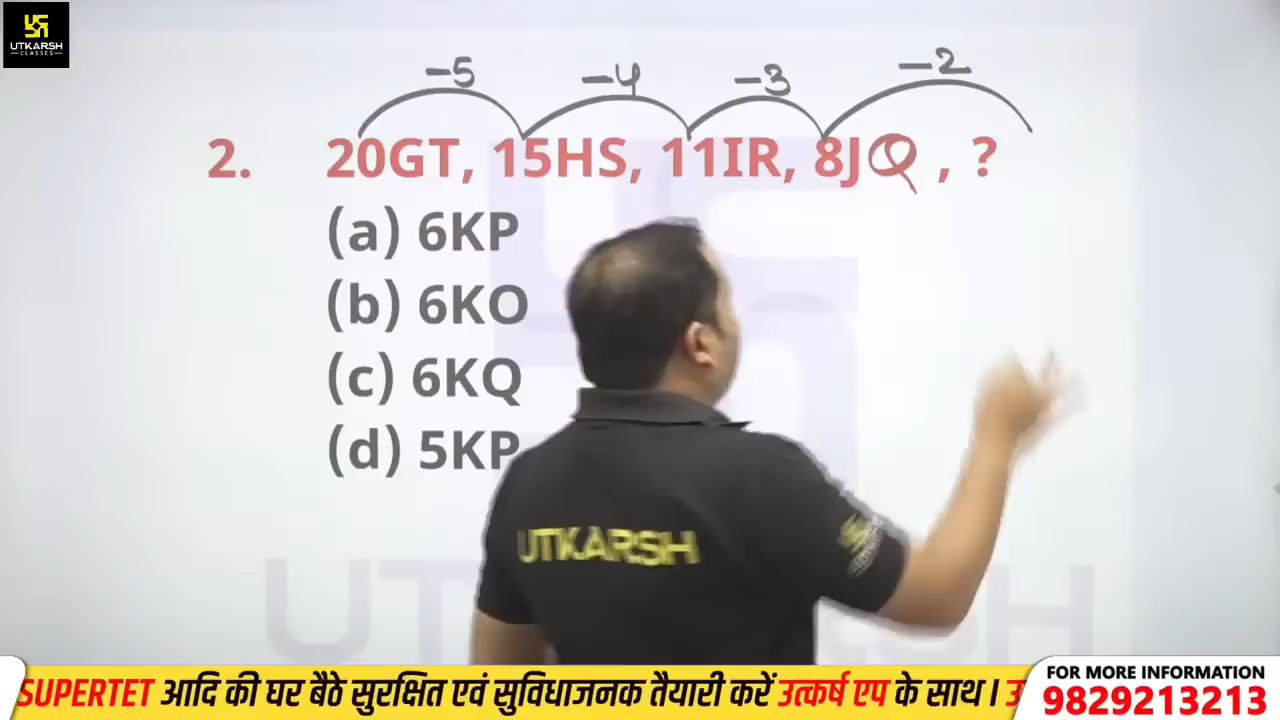 UTKARSH
CLASSES
-5 -4 -3 -2
2. 20GT, 15HS, 11IR, 8JQ , ?
(a) 6KP
(b) 6KO
(c) 6KQ
(d) 5KP
UTKARSH
SUPERTET आदि की घर बैठे सुरक्षित एवं सुविधाजनक तैयारी करें उत्कर्ष एप के साथ।
FOR MORE INFORMATION
9829213213